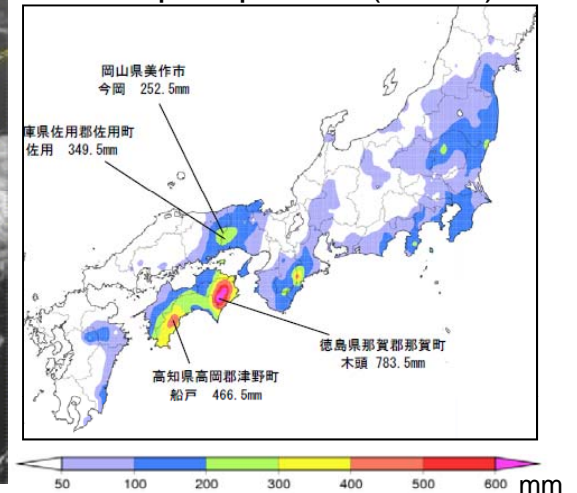 岡山県美作市
今岡 252.5mm
庫県佐用郡佐用町
佐用 349.5mm
徳島県那賀郡那賀町
木頭 783.5mm
高知県高岡郡津野町
船戸 466.5mm
50 100 200 300 400 500 600 mm